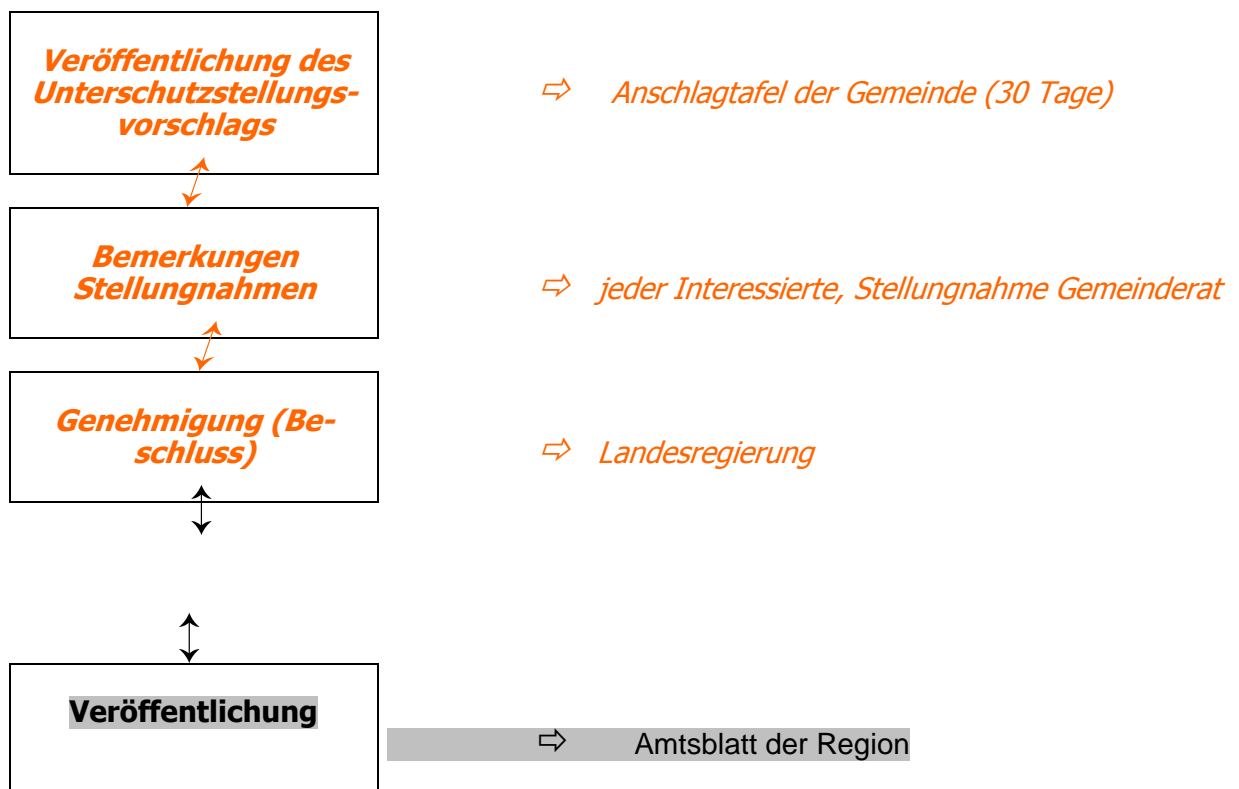 Veröffentlichung des
Unterschutzstellungs-
vorschlags
⇨ Anschlagtafel der Gemeinde (30 Tage)
Bemerkungen
Stellungnahmen
⇨ jeder Interessierte, Stellungnahme Gemeinderat
Genehmigung (Be-
schluss)
⇨ Landesregierung
Veröffentlichung
⇨ Amtsblatt der Region